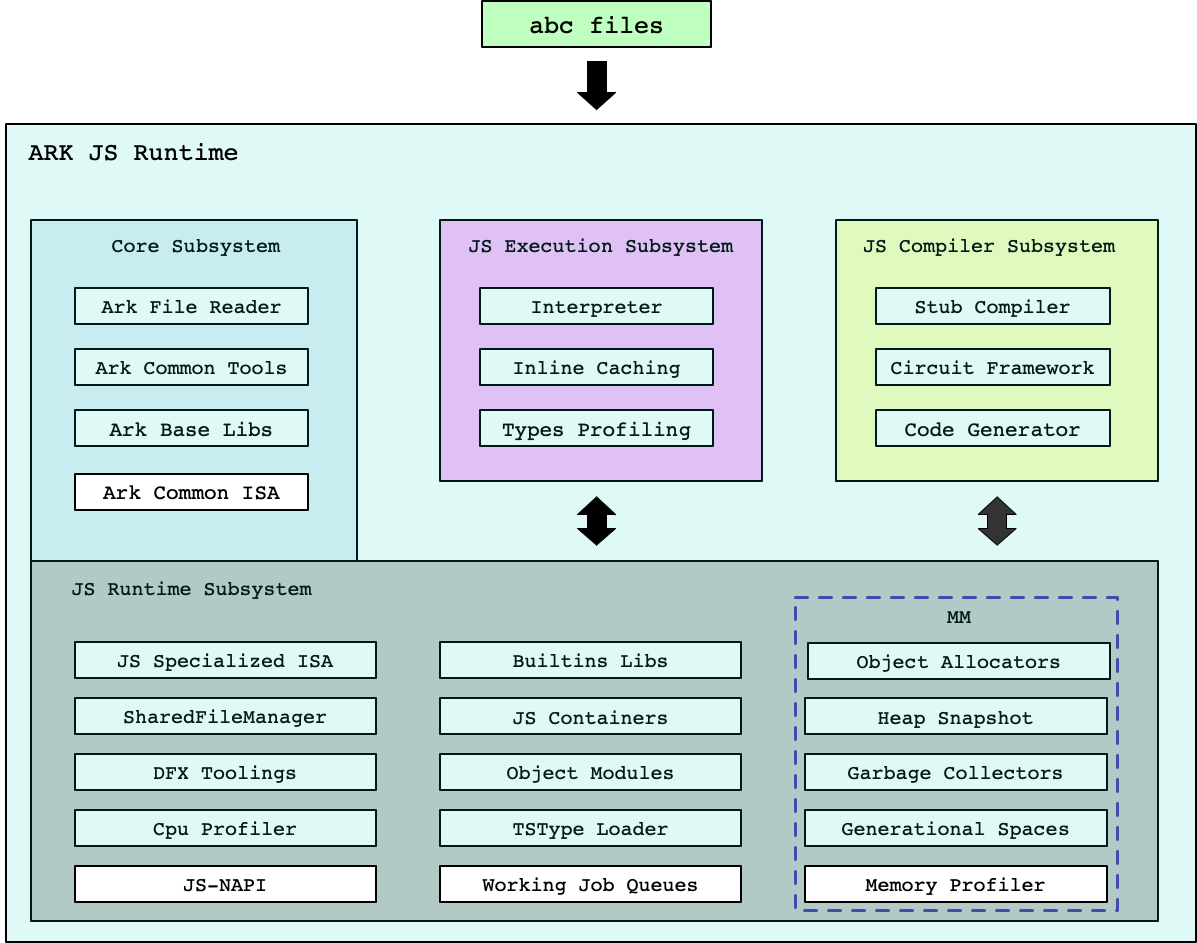 abc files
ARK JS Runtime
Core Subsystem
Ark File Reader
Ark Common Tools
Ark Base Libs
Ark Common ISA
JS Execution Subsystem
Interpreter
Inline Caching
Types Profiling
JS Compiler Subsystem
Stub Compiler
Circuit Framework
Code Generator
JS Runtime Subsystem
JS Specialized ISA
SharedFileManager
DFX Toolings
Cpu Profiler
JS-NAPI
Builtins Libs
JS Containers
Object Modules
TSType Loader
Working Job Queues
MM
Object Allocators
Heap Snapshot
Garbage Collectors
Generational Spaces
Memory Profiler